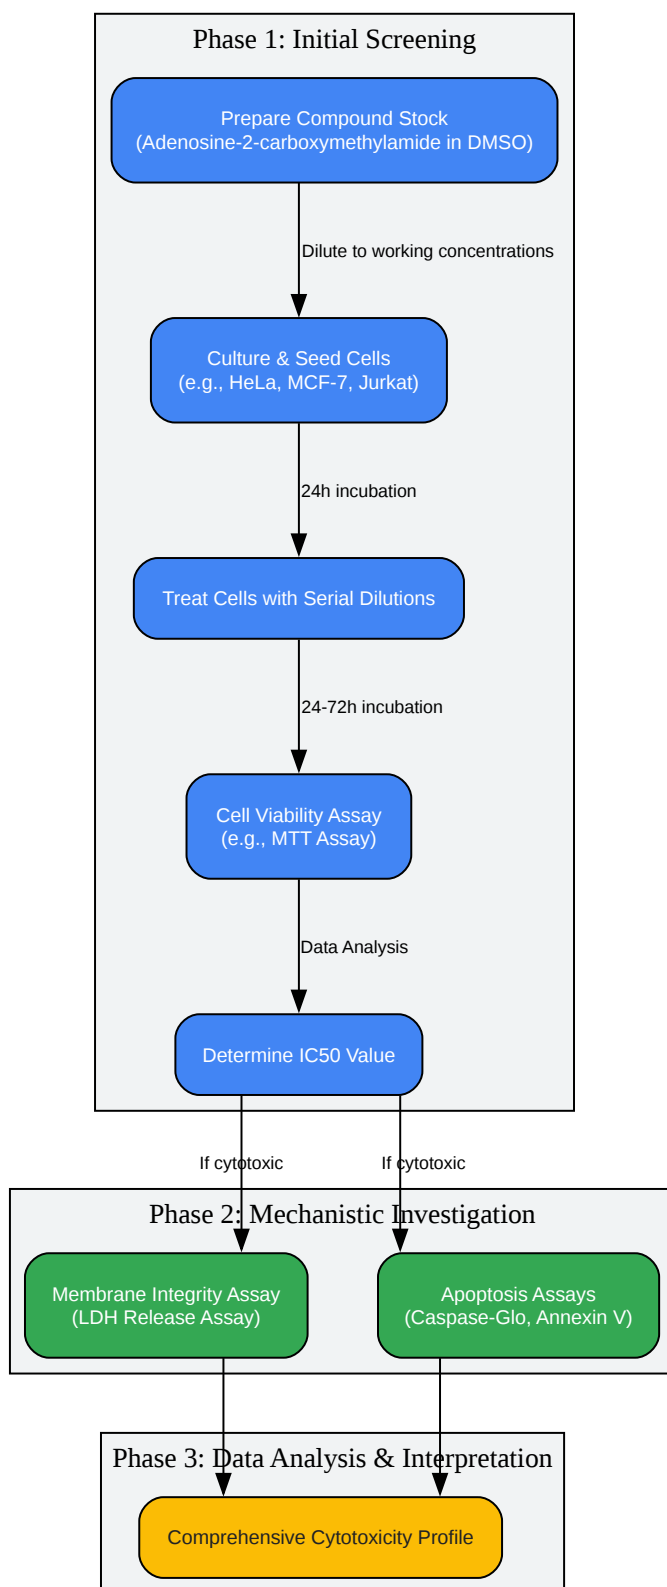 Phase 1: Initial Screening
Prepare Compound Stock
(Adenosine-2-carboxymethylamide in DMSO)
Dilute to working concentrations
Culture & Seed Cells
(e.g., HeLa, MCF-7, Jurkat)
24h incubation
Treat Cells with Serial Dilutions
24-72h incubation
Cell Viability Assay
(e.g., MTT Assay)
Data Analysis
Determine IC50 Value
If cytotoxic
If cytotoxic
Phase 2: Mechanistic Investigation
Membrane Integrity Assay
(LDH Release Assay)
Apoptosis Assays
(Caspase-Glo, Annexin V)
Phase 3: Data Analysis & Interpretation
Comprehensive Cytotoxicity Profile